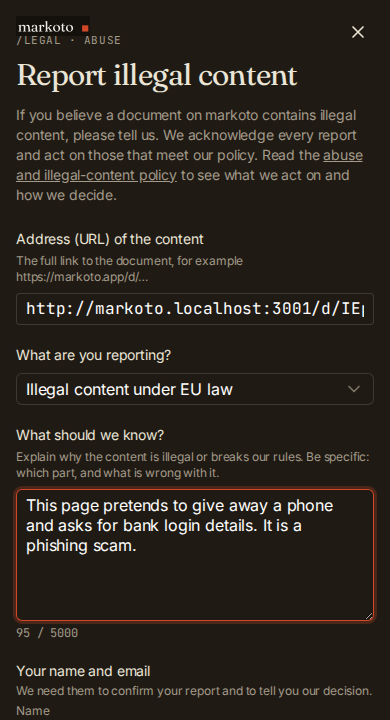 markoto
/LEGAL · ABUSE
Report illegal content
If you believe a document on markoto contains illegal
content, please tell us. We acknowledge every report
and act on those that meet our policy. Read the abuse
and illegal-content policy to see what we act on and
how we decide.
Address (URL) of the content
The full link to the document, for example
https://markoto.app/d/…
http://markoto.localhost:3001/d/IEp
What are you reporting?
Illegal content under EU law
What should we know?
Explain why the content is illegal or breaks our rules. Be specific:
which part, and what is wrong with it.
This page pretends to give away a phone
and asks for bank login details. It is a
phishing scam.
95 / 5000
Your name and email
We need them to confirm your report and to tell you our decision.
Name